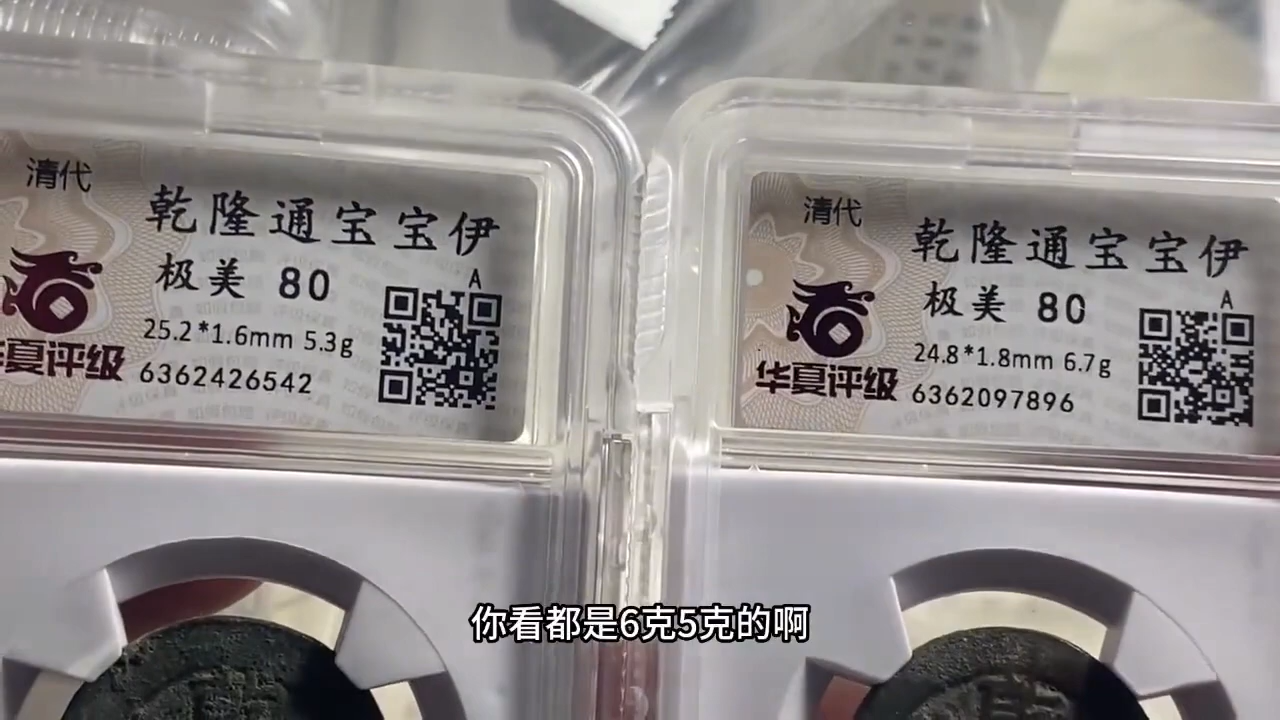 清代
乾隆通宝宝伊
极美 80
A
25.2*1.6mm 5.3g
华夏评级
6362426542
清代
乾隆通宝宝伊
极美 80
A
24.8*1.8mm 6.7g
华夏评级
6362097896
你看都是6克5克的啊